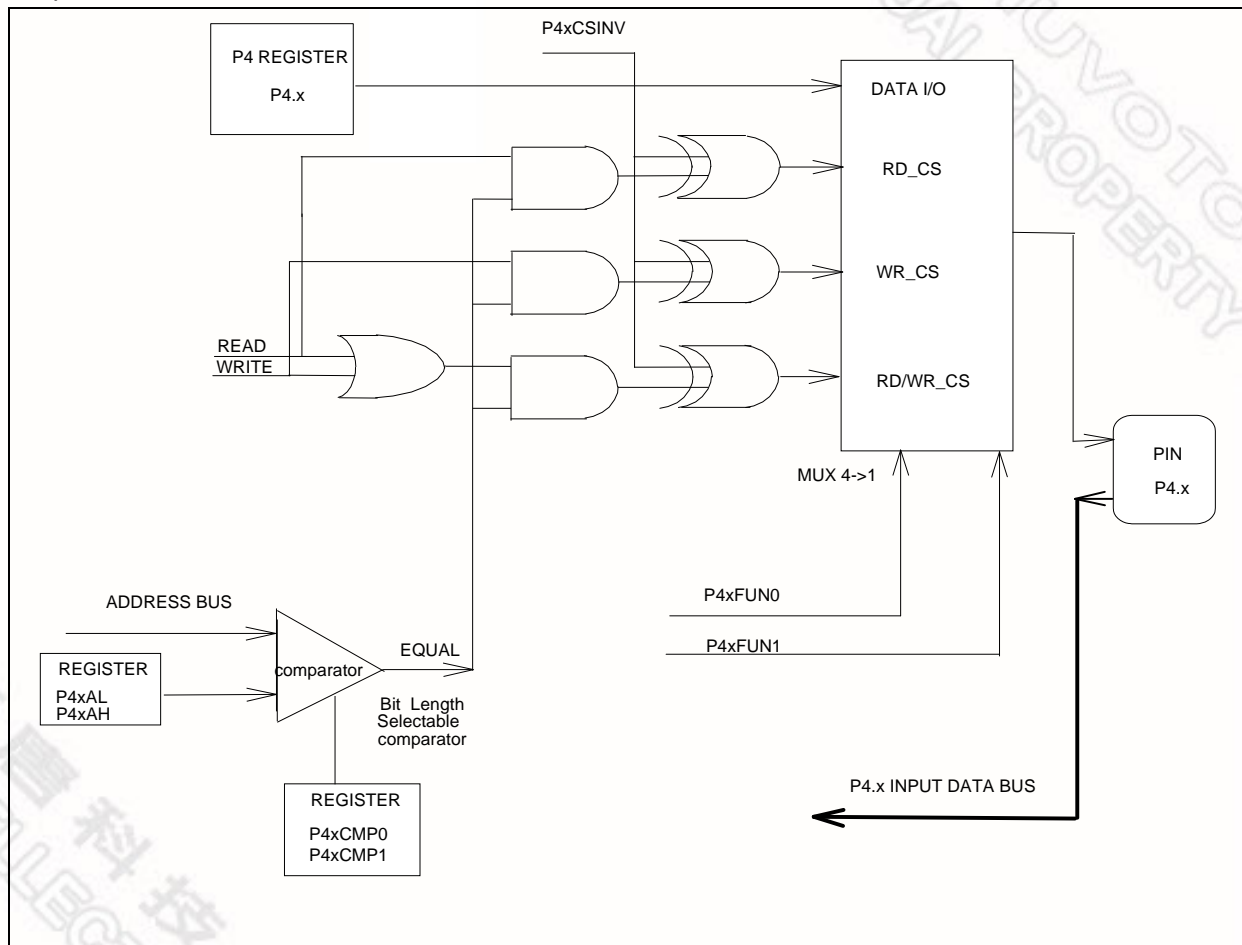 P4xCSINV
P4 REGISTER
P4.x
DATA I/O
RD_CS
WR_CS
RD/WR_CS
READ
WRITE
MUX 4->1
PIN
P4.x
P4xFUN0
P4xFUN1
ADDRESS BUS
REGISTER
P4xAL
P4xAH
comparator
EQUAL
Bit Length
Selectable
comparator
REGISTER
P4xCMP0
P4xCMP1
P4.x INPUT DATA BUS